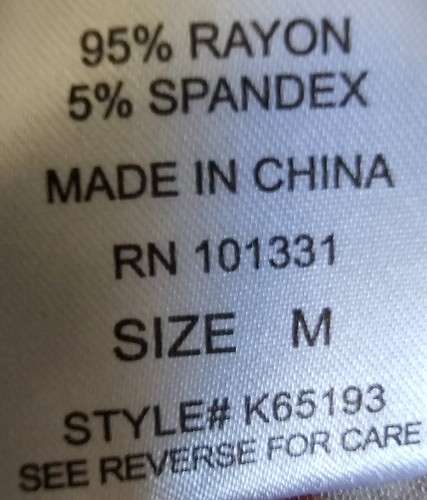 95% RAYON
5% SPANDEX
MADE IN CHINA
RN 101331
SIZE M
STYLE# K65193
SEE REVERSE FOR CARE